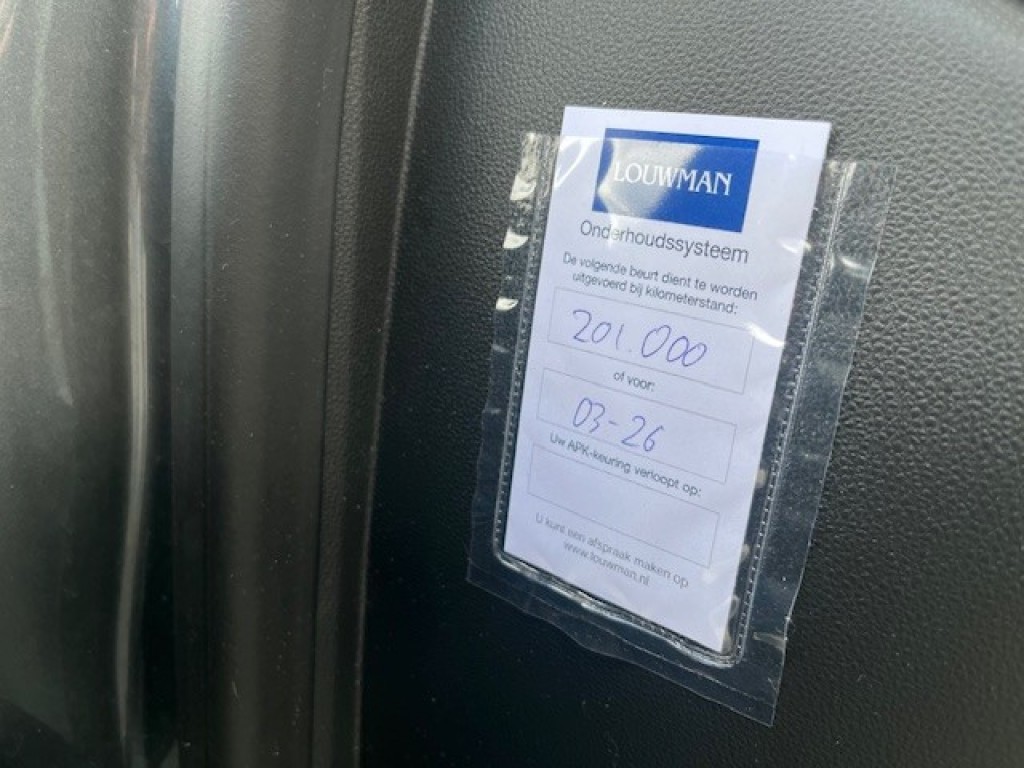 LOUWMAN
Onderhoudssysteem
De volgende beurt dient te worden
uitgevoerd bij kilometerstand:
201.000
of voor:
03-26
Uw APK-keuring verloopt op:
U kunt een afspraak maken op
www.louwman.nl